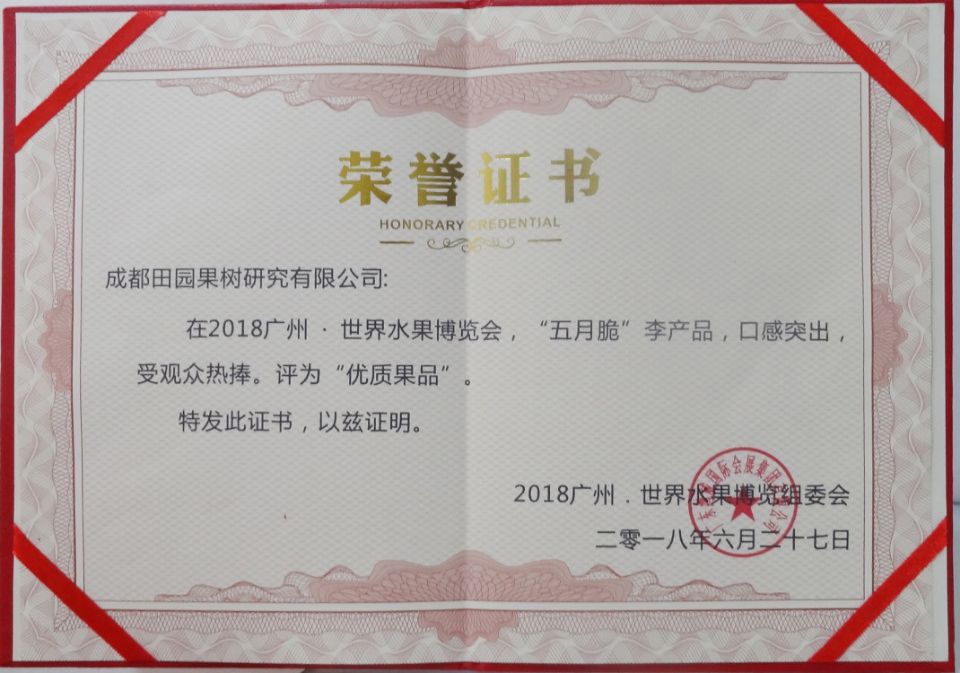 荣誉证书
HONORARY CREDENTIAL
成都田园果树研究有限公司:
在2018广州·世界水果博览会，“五月脆”李产品，口感突出，
受观众热捧。评为“优质果品”。
特发此证书，以兹证明。
2018广州.世界水果博览组委会
二零一八年六月二十七日